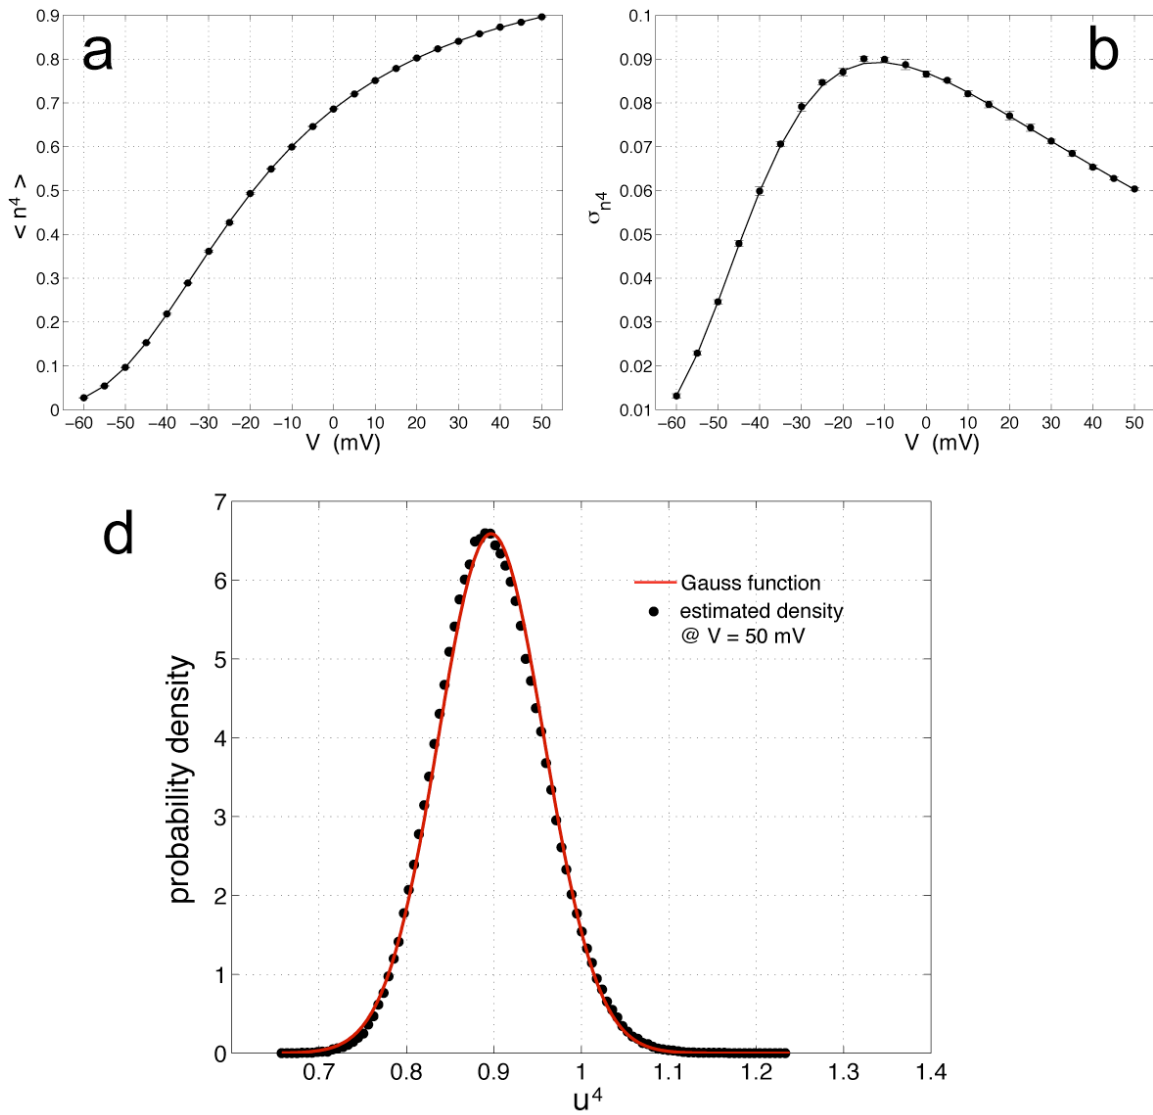 a
0.9
0.8
0.7
0.6
0.5
0.4
0.3
0.2
0.1
0
< n⁴ >
−60 −50 −40 −30 −20 −10 0 10 20 30 40 50
V (mV)
b
0.1
0.09
0.08
0.07
0.06
0.05
0.04
0.03
0.02
0.01
σn⁴
−60 −50 −40 −30 −20 −10 0 10 20 30 40 50
V (mV)
d
7
6
5
4
3
2
1
0
probability density
Gauss function
estimated density
@ V = 50 mV
0.7 0.8 0.9 1 1.1 1.2 1.3 1.4
u⁴